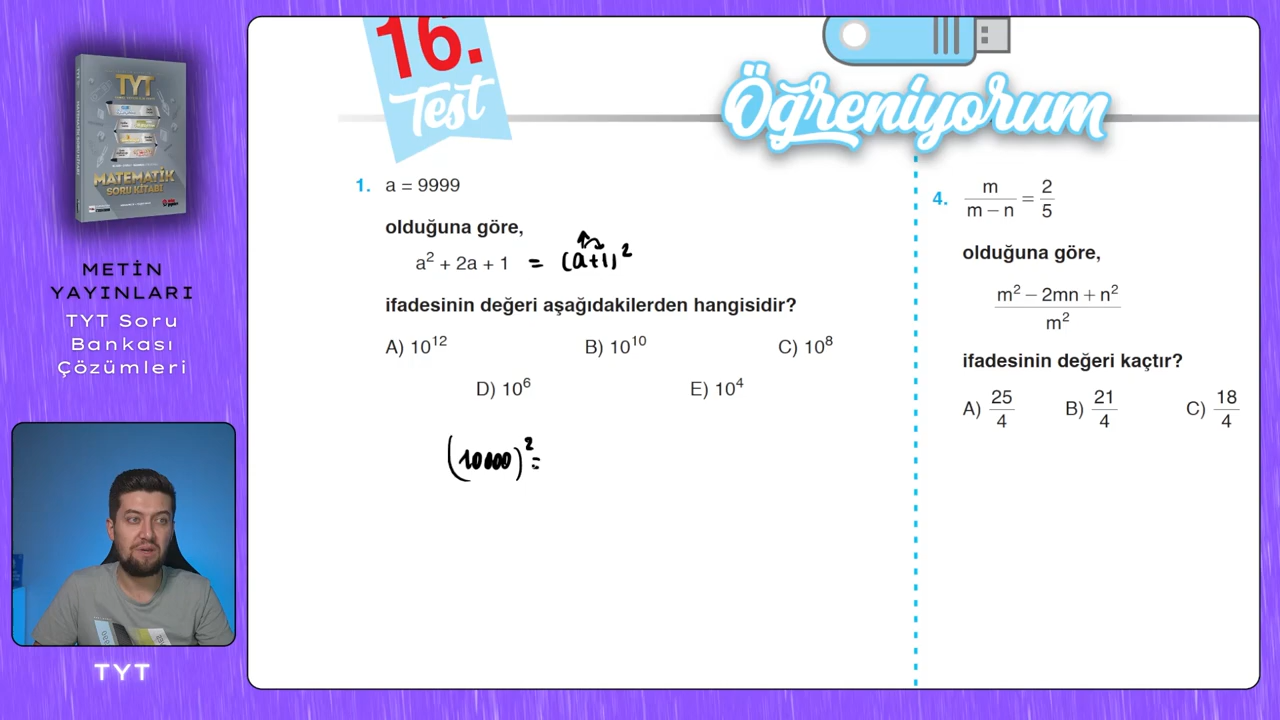 TYT
MATEMATİK
SORU KİTABI
METİN
YAYINLARI
TYT Soru
Bankası
Çözümleri
TYT
16.
Test
Öğreniyorum
1. a = 9999
olduğuna göre,
a² + 2a + 1 = (a+1)²
ifadesinin değeri aşağıdakilerden hangisidir?
A) 10¹² B) 10¹⁰ C) 10⁸
D) 10⁶ E) 10⁴
(10000)² =
4. m/(m − n) = 2/5
olduğuna göre,
(m² − 2mn + n²)/m²
ifadesinin değeri kaçtır?
A) 25/4 B) 21/4 C) 18/4